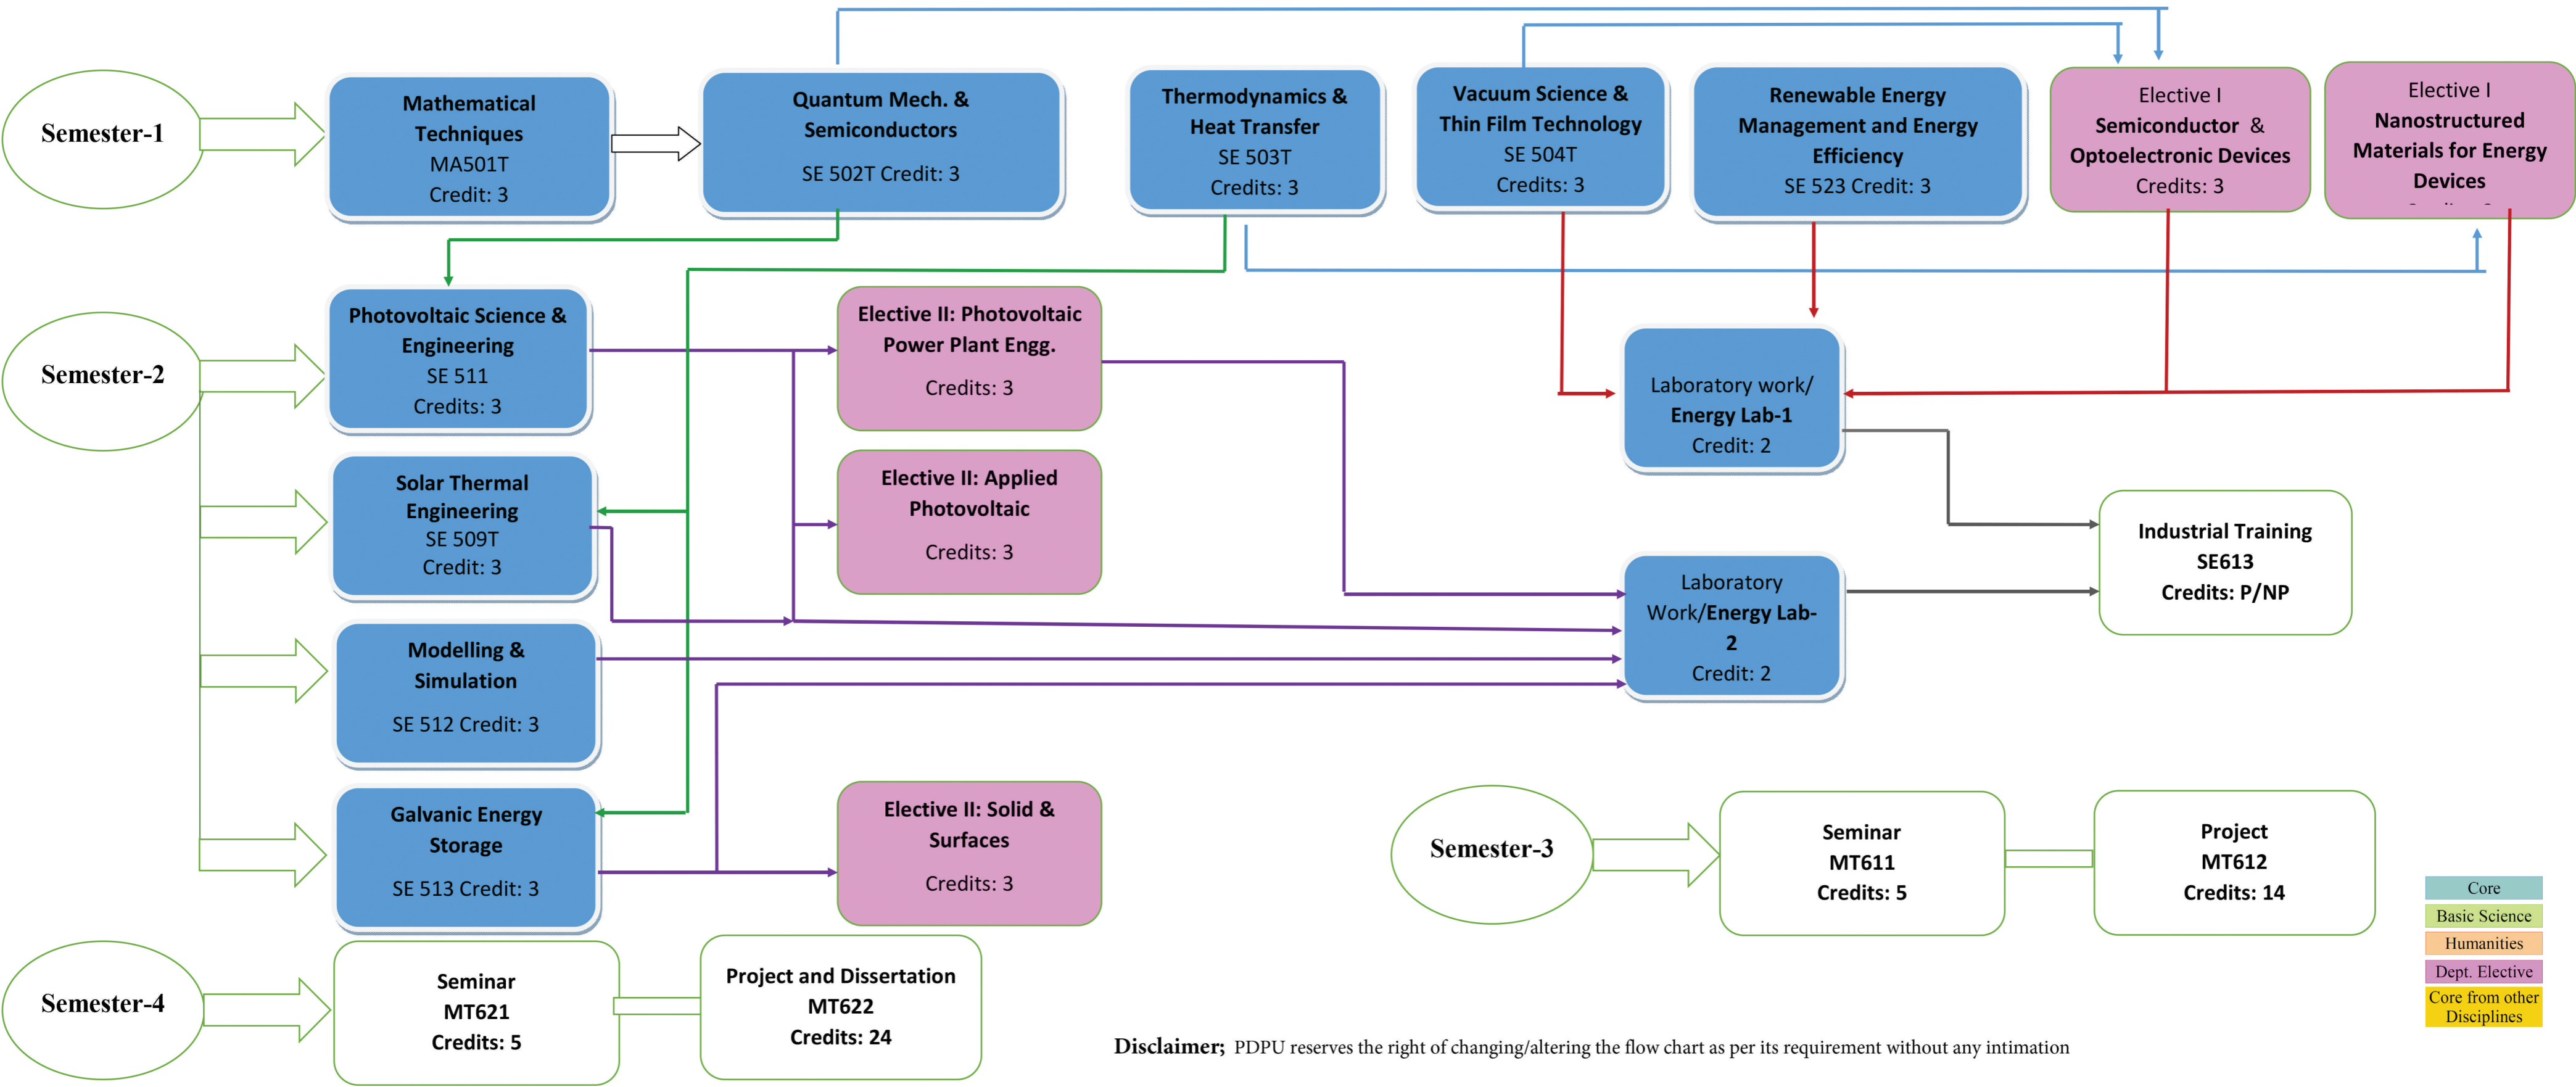 Semester-1
Mathematical
Techniques
MA501T
Credit: 3
Quantum Mech. &
Semiconductors
SE 502T Credit: 3
Thermodynamics &
Heat Transfer
SE 503T
Credits: 3
Vacuum Science &
Thin Film Technology
SE 504T
Credits: 3
Renewable Energy
Management and Energy
Efficiency
SE 523 Credit: 3
Elective I
Semiconductor &
Optoelectronic Devices
Credits: 3
Elective I
Nanostructured
Materials for Energy
Devices
Semester-2
Photovoltaic Science &
Engineering
SE 511
Credits: 3
Elective II: Photovoltaic
Power Plant Engg.
Credits: 3
Laboratory work/
Energy Lab-1
Credit: 2
Solar Thermal
Engineering
SE 509T
Credit: 3
Elective II: Applied
Photovoltaic
Credits: 3
Industrial Training
SE613
Credits: P/NP
Laboratory
Work/Energy Lab-
2
Credit: 2
Modelling &
Simulation
SE 512 Credit: 3
Galvanic Energy
Storage
SE 513 Credit: 3
Elective II: Solid &
Surfaces
Credits: 3
Semester-3
Seminar
MT611
Credits: 5
Project
MT612
Credits: 14
Core
Basic Science
Humanities
Dept. Elective
Core from other
Disciplines
Semester-4
Seminar
MT621
Credits: 5
Project and Dissertation
MT622
Credits: 24
Disclaimer; PDPU reserves the right of changing/altering the flow chart as per its requirement without any intimation